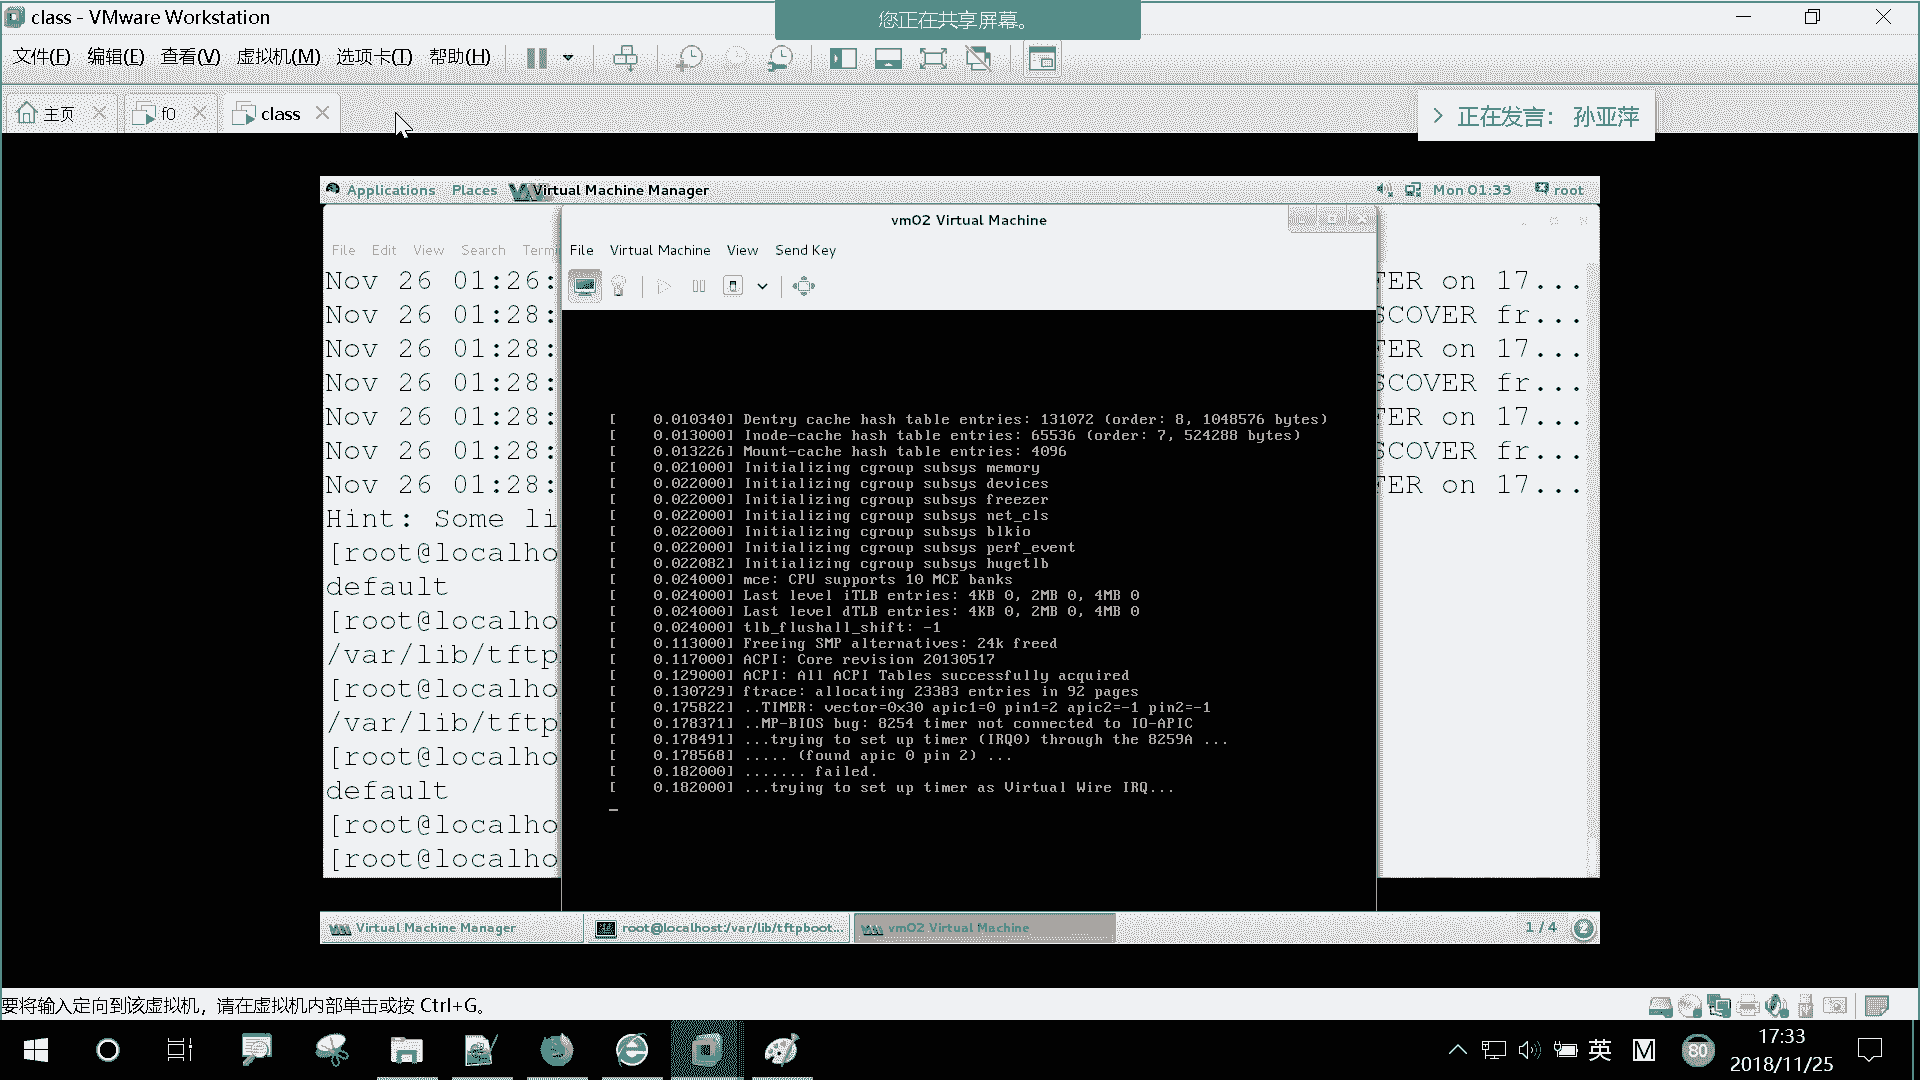 class - VMware Workstation
您正在共享屏幕。
文件(F) 编辑(E) 查看(V) 虚拟机(M) 选项卡(T) 帮助(H)
主页 f0 class
正在发言: 孙亚萍
Applications Places Virtual Machine Manager Mon 01:33 root
vm02 Virtual Machine
File Edit View Search Termi
File Virtual Machine View Send Key
Nov 26 01:26: FER on 17...
Nov 26 01:28: SCOVER fr...
Nov 26 01:28: FER on 17...
Nov 26 01:28: SCOVER fr...
Nov 26 01:28: FER on 17...
Nov 26 01:28: SCOVER fr...
Nov 26 01:28: FER on 17...
Hint: Some li
[root@localho
default
[root@localho
/var/lib/tftp
[root@localho
/var/lib/tftp
[root@localho
default
[root@localho
[root@localho
[ 0.010340] Dentry cache hash table entries: 131072 (order: 8, 1048576 bytes)
[ 0.013000] Inode-cache hash table entries: 65536 (order: 7, 524288 bytes)
[ 0.013226] Mount-cache hash table entries: 4096
[ 0.021000] Initializing cgroup subsys memory
[ 0.022000] Initializing cgroup subsys devices
[ 0.022000] Initializing cgroup subsys freezer
[ 0.022000] Initializing cgroup subsys net_cls
[ 0.022000] Initializing cgroup subsys blkio
[ 0.022000] Initializing cgroup subsys perf_event
[ 0.022082] Initializing cgroup subsys hugetlb
[ 0.024000] mce: CPU supports 10 MCE banks
[ 0.024000] Last level iTLB entries: 4KB 0, 2MB 0, 4MB 0
[ 0.024000] Last level dTLB entries: 4KB 0, 2MB 0, 4MB 0
[ 0.024000] tlb_flushall_shift: -1
[ 0.113000] Freeing SMP alternatives: 24k freed
[ 0.117000] ACPI: Core revision 20130517
[ 0.129000] ACPI: All ACPI Tables successfully acquired
[ 0.130729] ftrace: allocating 23383 entries in 92 pages
[ 0.175822] ..TIMER: vector=0x30 apic1=0 pin1=2 apic2=-1 pin2=-1
[ 0.178371] ..MP-BIOS bug: 8254 timer not connected to IO-APIC
[ 0.178491] ...trying to set up timer (IRQ0) through the 8259A ...
[ 0.178568] ..... (found apic 0 pin 2) ...
[ 0.182000] ....... failed.
[ 0.182000] ...trying to set up timer as Virtual Wire IRQ...
Virtual Machine Manager root@localhost:/var/lib/tftpboot... vm02 Virtual Machine 1 / 4 2
要将输入定向到该虚拟机，请在虚拟机内部单击或按 Ctrl+G。
英 M 80 17:33
2018/11/25